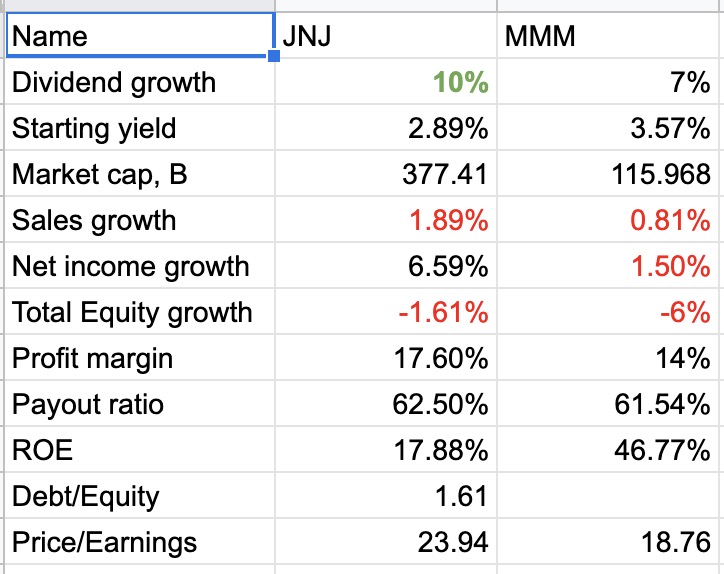 Name JNJ MMM
Dividend growth 10% 7%
Starting yield 2.89% 3.57%
Market cap, B 377.41 115.968
Sales growth 1.89% 0.81%
Net income growth 6.59% 1.50%
Total Equity growth -1.61% -6%
Profit margin 17.60% 14%
Payout ratio 62.50% 61.54%
ROE 17.88% 46.77%
Debt/Equity 1.61
Price/Earnings 23.94 18.76